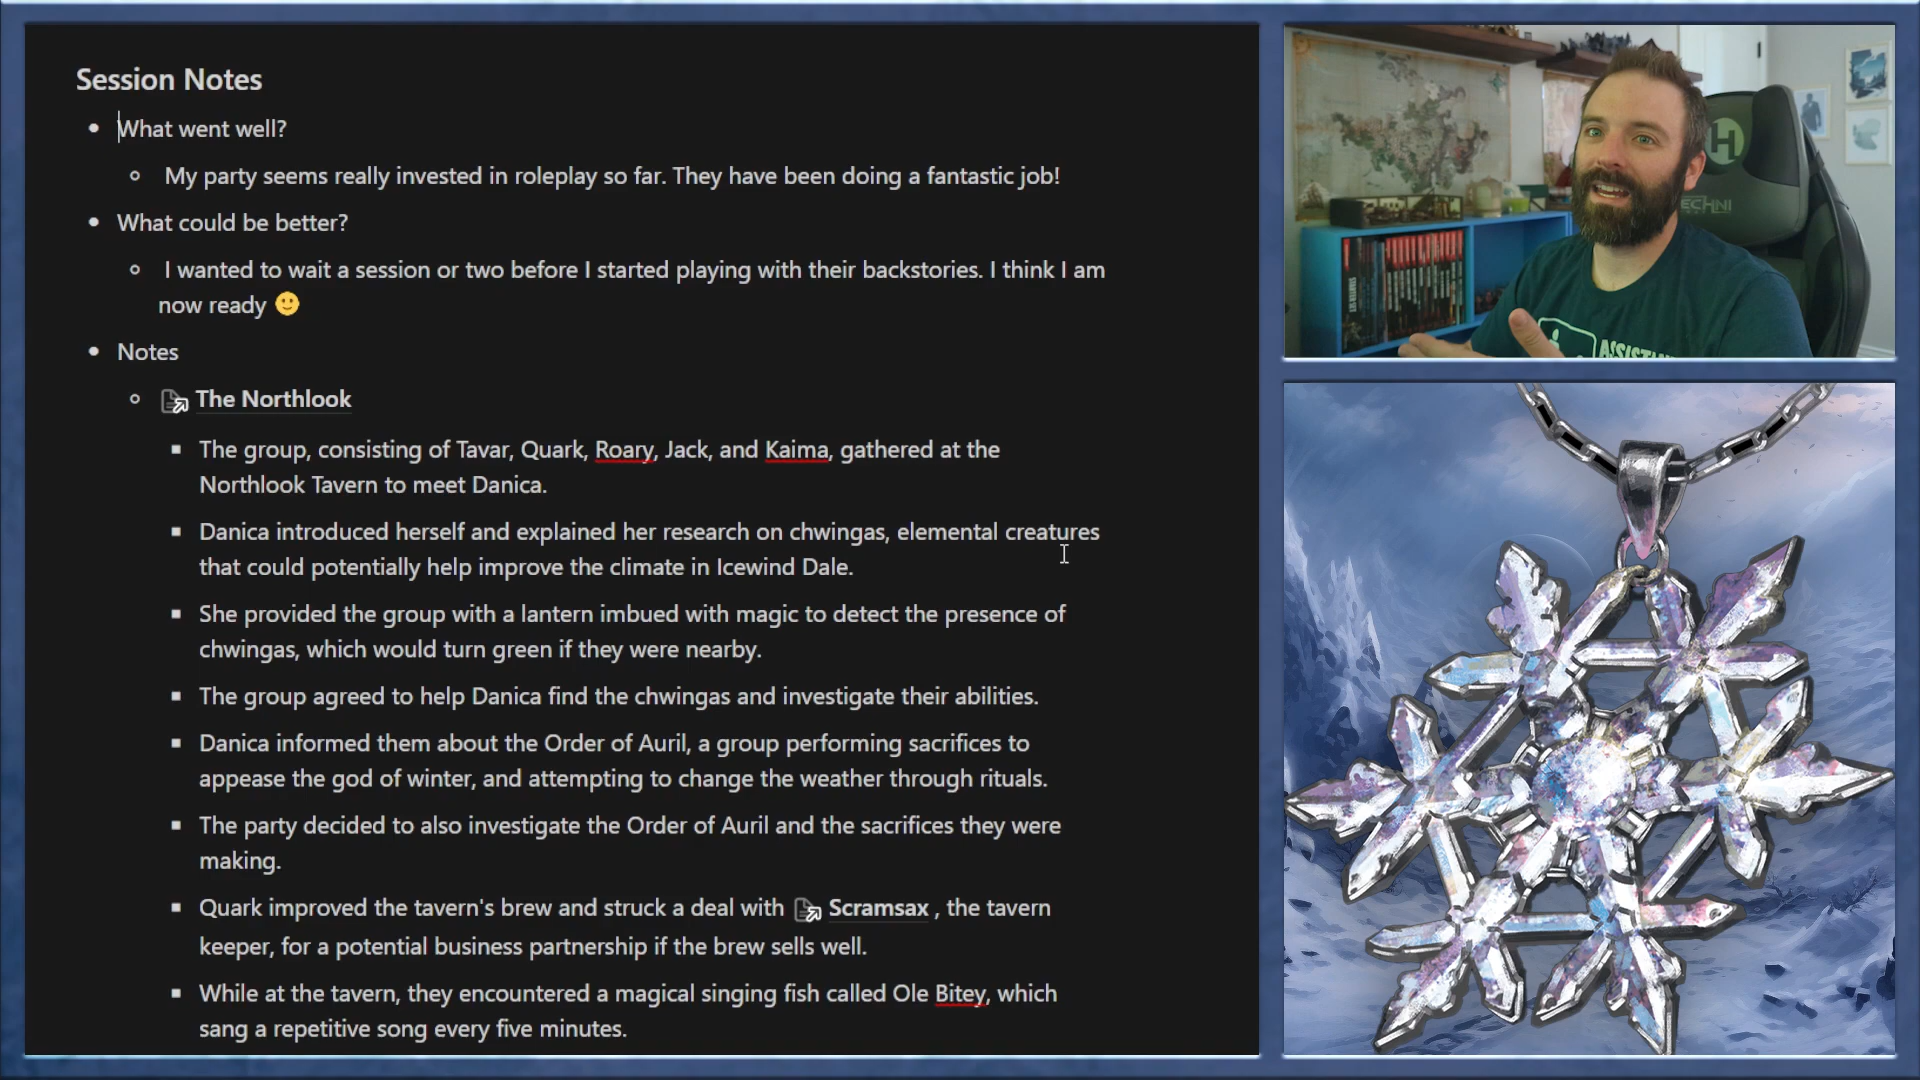 Session Notes
What went well?
My party seems really invested in roleplay so far. They have been doing a fantastic job!
What could be better?
I wanted to wait a session or two before I started playing with their backstories. I think I am
now ready 🙂
Notes
The Northlook
The group, consisting of Tavar, Quark, Roary, Jack, and Kaima, gathered at the
Northlook Tavern to meet Danica.
Danica introduced herself and explained her research on chwingas, elemental creatures
that could potentially help improve the climate in Icewind Dale.
She provided the group with a lantern imbued with magic to detect the presence of
chwingas, which would turn green if they were nearby.
The group agreed to help Danica find the chwingas and investigate their abilities.
Danica informed them about the Order of Auril, a group performing sacrifices to
appease the god of winter, and attempting to change the weather through rituals.
The party decided to also investigate the Order of Auril and the sacrifices they were
making.
Quark improved the tavern's brew and struck a deal with Scramsax , the tavern
keeper, for a potential business partnership if the brew sells well.
While at the tavern, they encountered a magical singing fish called Ole Bitey, which
sang a repetitive song every five minutes.
H